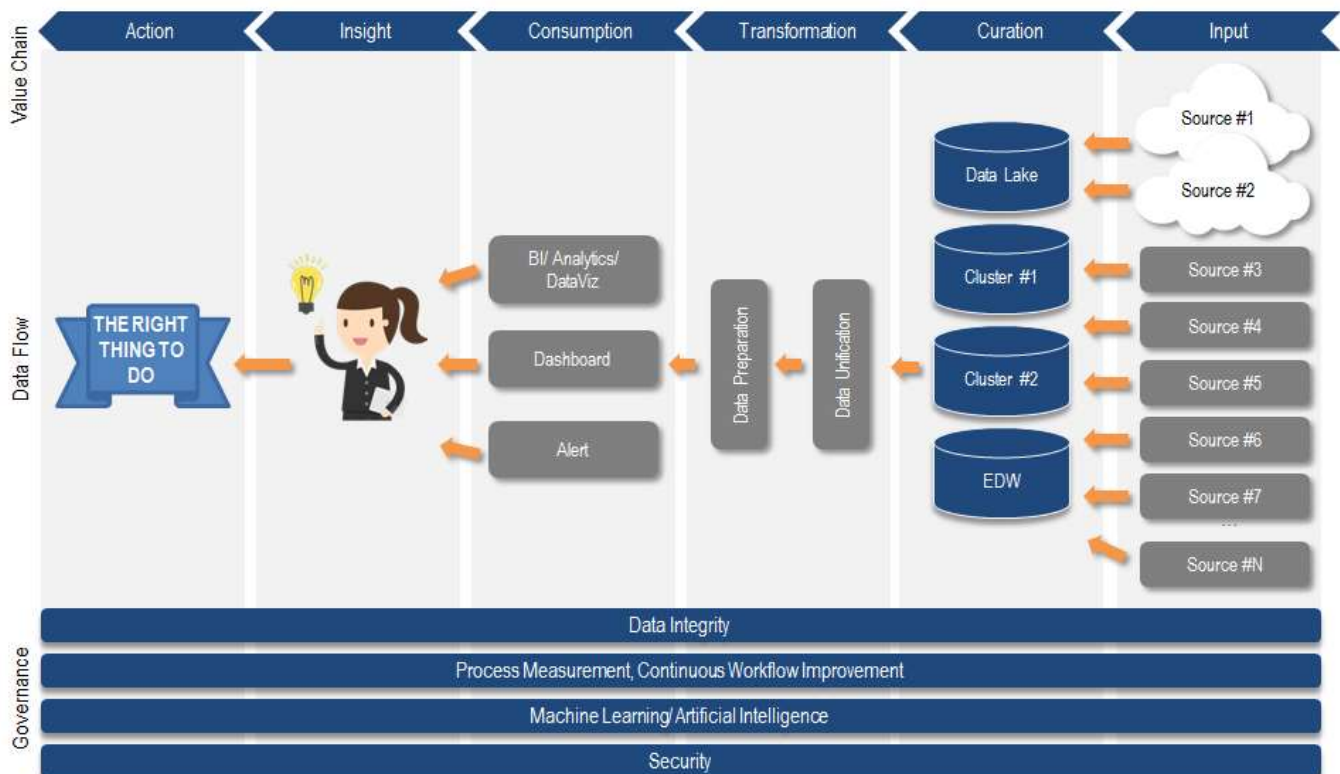 Value Chain
Action
Insight
Consumption
Transformation
Curation
Input
Data Flow
THE RIGHT
THING TO
DO
BI/ Analytics/
DataViz
Dashboard
Alert
Data Preparation
Data Unification
Data Lake
Cluster #1
Cluster #2
EDW
Source #1
Source #2
Source #3
Source #4
Source #5
Source #6
Source #7
...
Source #N
Governance
Data Integrity
Process Measurement, Continuous Workflow Improvement
Machine Learning/ Artificial Intelligence
Security